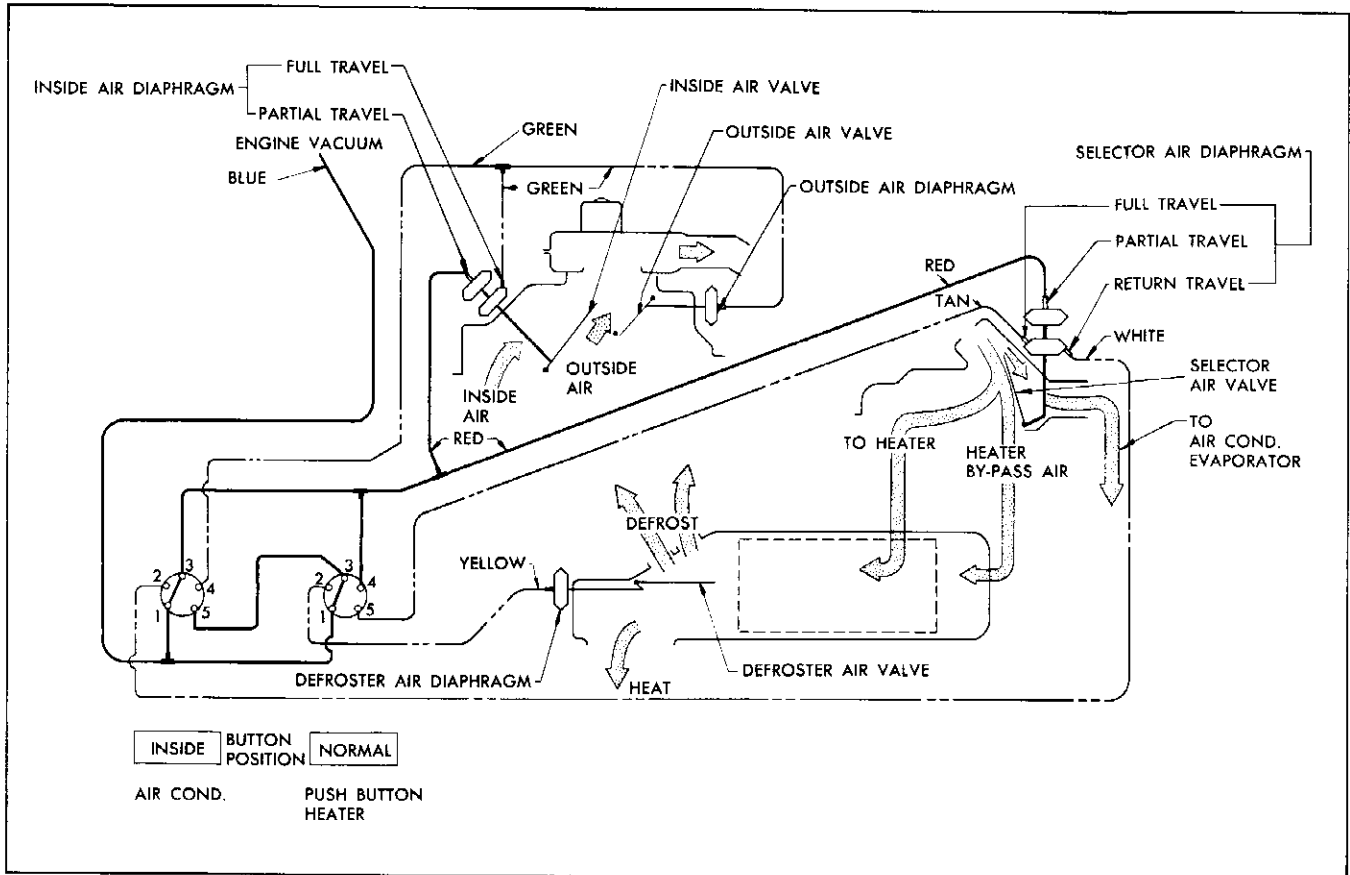 FULL TRAVEL
INSIDE AIR DIAPHRAGM
PARTIAL TRAVEL
INSIDE AIR VALVE
ENGINE VACUUM
BLUE
GREEN
GREEN
OUTSIDE AIR VALVE
OUTSIDE AIR DIAPHRAGM
SELECTOR AIR DIAPHRAGM
FULL TRAVEL
PARTIAL TRAVEL
RETURN TRAVEL
RED
TAN
WHITE
SELECTOR
AIR VALVE
OUTSIDE
AIR
INSIDE
AIR
RED
TO HEATER
HEATER
BY-PASS AIR
TO
AIR COND.
EVAPORATOR
DEFROST
YELLOW
2 3 4
1 5
2 3 4
1 5
DEFROSTER AIR DIAPHRAGM
HEAT
DEFROSTER AIR VALVE
INSIDE
BUTTON
POSITION
NORMAL
AIR COND.
PUSH BUTTON
HEATER